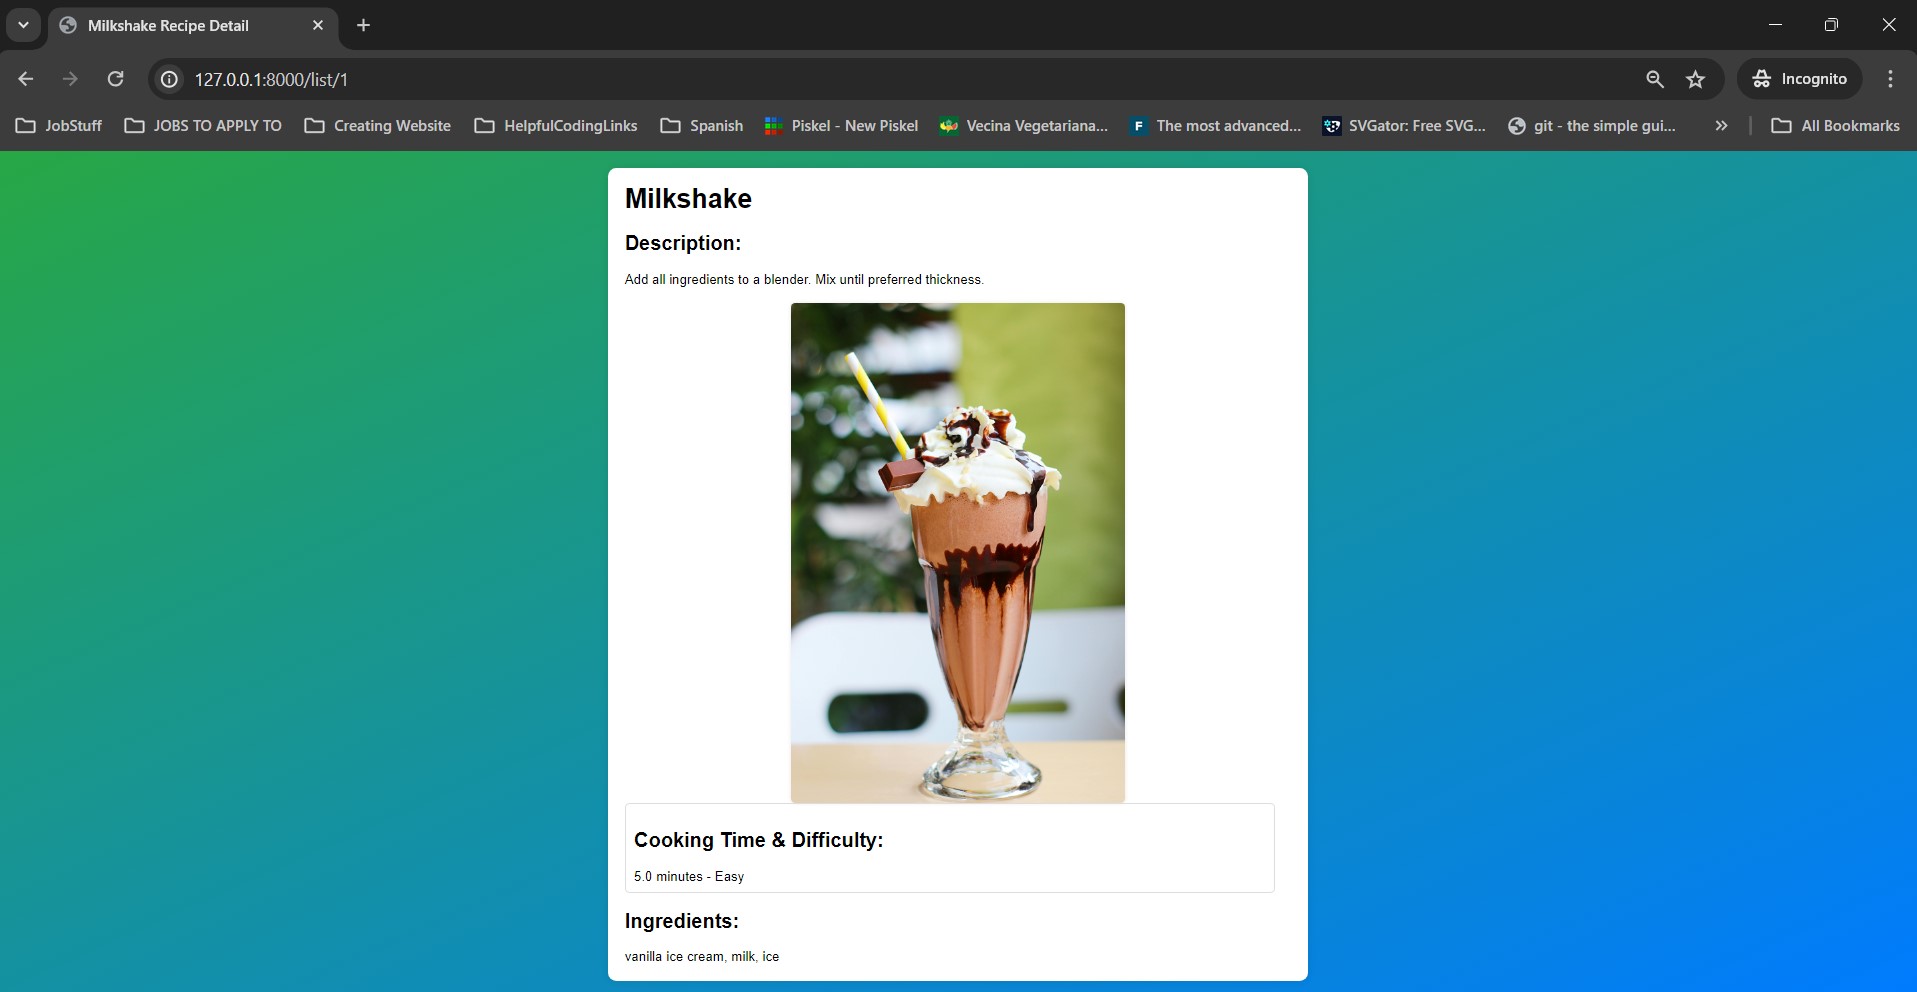 Milkshake Recipe Detail
127.0.0.1:8000/list/1
Incognito
JobStuff
JOBS TO APPLY TO
Creating Website
HelpfulCodingLinks
Spanish
Piskel - New Piskel
Vecina Vegetariana...
F
The most advanced...
SVGator: Free SVG...
git - the simple gui...
»
All Bookmarks
Milkshake
Description:
Add all ingredients to a blender. Mix until preferred thickness.
Cooking Time & Difficulty:
5.0 minutes - Easy
Ingredients:
vanilla ice cream, milk, ice